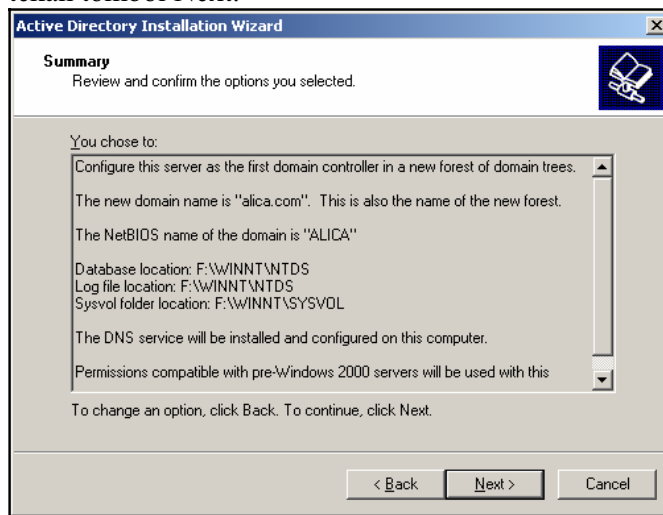 tekan tombol Next.
Active Directory Installation Wizard
Summary
Review and confirm the options you selected.
You chose to:
Configure this server as the first domain controller in a new forest of domain trees.
The new domain name is "alica.com".  This is also the name of the new forest.
The NetBIOS name of the domain is "ALICA"
Database location: F:\WINNT\NTDS
Log file location: F:\WINNT\NTDS
Sysvol folder location: F:\WINNT\SYSVOL
The DNS service will be installed and configured on this computer.
Permissions compatible with pre-Windows 2000 servers will be used with this
To change an option, click Back. To continue, click Next.
< Back
Next >
Cancel